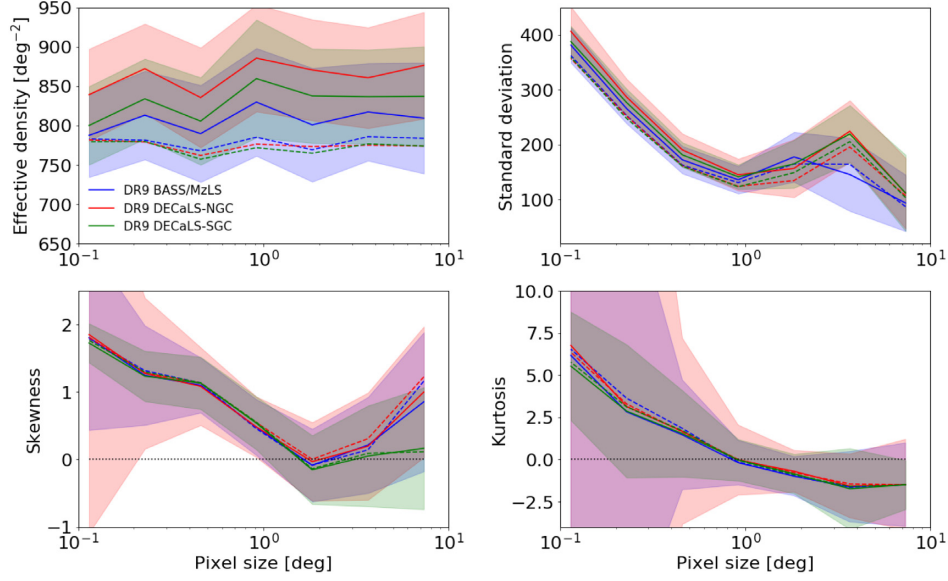 950
900
850
800
750
700
650
Effective density [deg⁻²]
DR9 BASS/MzLS
DR9 DECaLS-NGC
DR9 DECaLS-SGC
10⁻¹ 10⁰ 10¹
400
300
200
100
Standard deviation
10⁻¹ 10⁰ 10¹
2
1
0
−1
Skewness
10⁻¹ 10⁰ 10¹
Pixel size [deg]
10.0
7.5
5.0
2.5
0.0
−2.5
Kurtosis
10⁻¹ 10⁰ 10¹
Pixel size [deg]